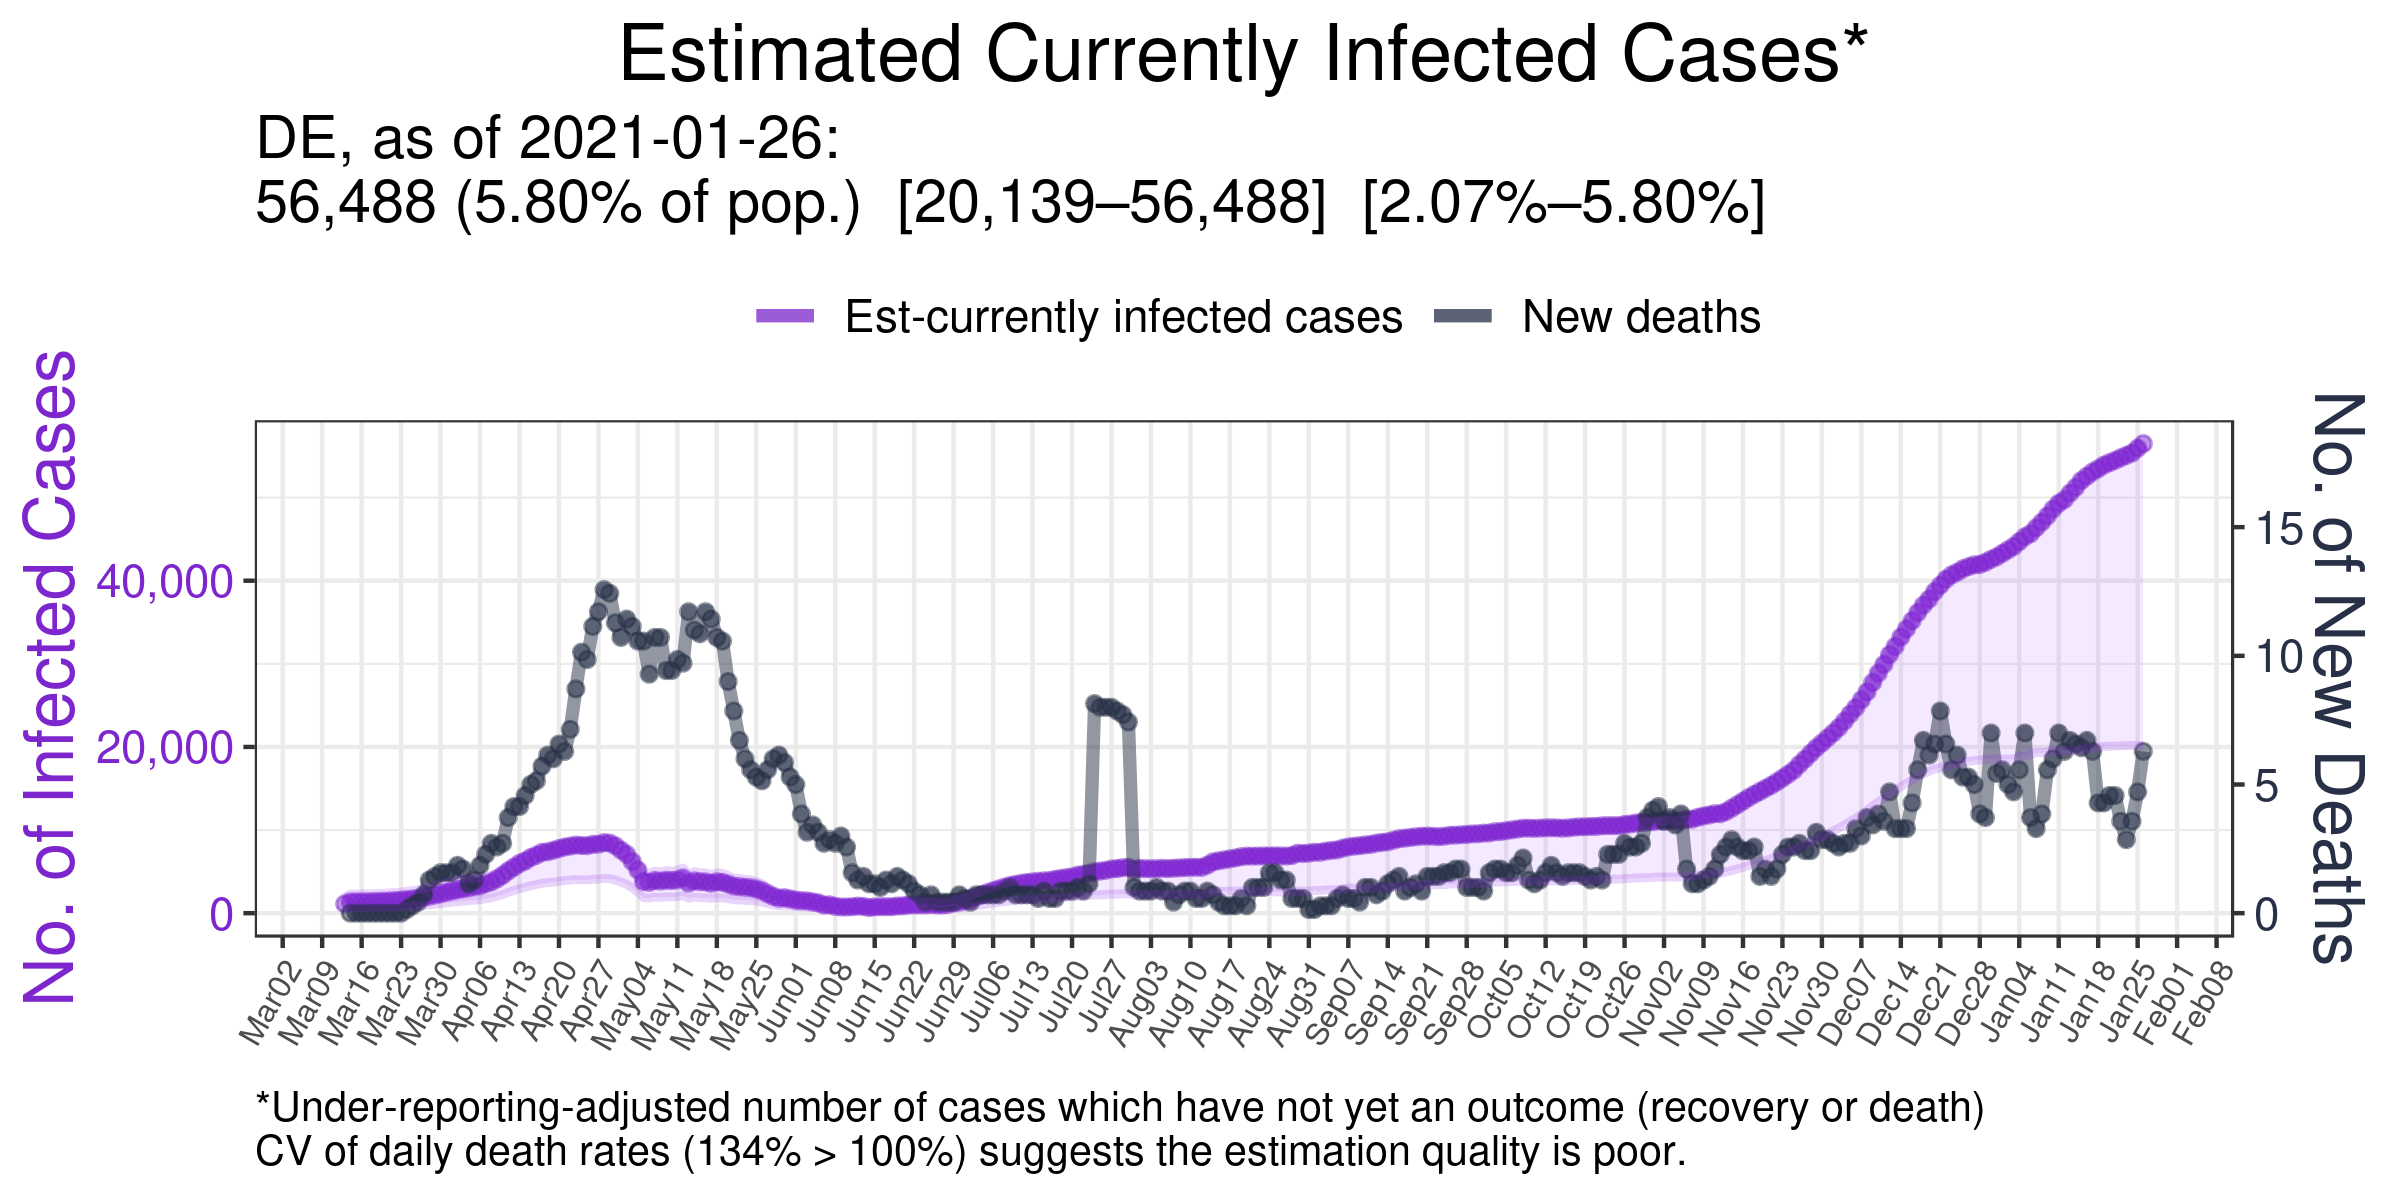 Estimated Currently Infected Cases*
DE, as of 2021-01-26:
56,488 (5.80% of pop.)  [20,139–56,488]  [2.07%–5.80%]
Est-currently infected cases
New deaths
No. of Infected Cases
40,000
20,000
0
15
10
5
0
No. of New Deaths
Mar02
Mar09
Mar16
Mar23
Mar30
Apr06
Apr13
Apr20
Apr27
May04
May11
May18
May25
Jun01
Jun08
Jun15
Jun22
Jun29
Jul06
Jul13
Jul20
Jul27
Aug03
Aug10
Aug17
Aug24
Aug31
Sep07
Sep14
Sep21
Sep28
Oct05
Oct12
Oct19
Oct26
Nov02
Nov09
Nov16
Nov23
Nov30
Dec07
Dec14
Dec21
Dec28
Jan04
Jan11
Jan18
Jan25
Feb01
Feb08
*Under-reporting-adjusted number of cases which have not yet an outcome (recovery or death)
CV of daily death rates (134% > 100%) suggests the estimation quality is poor.